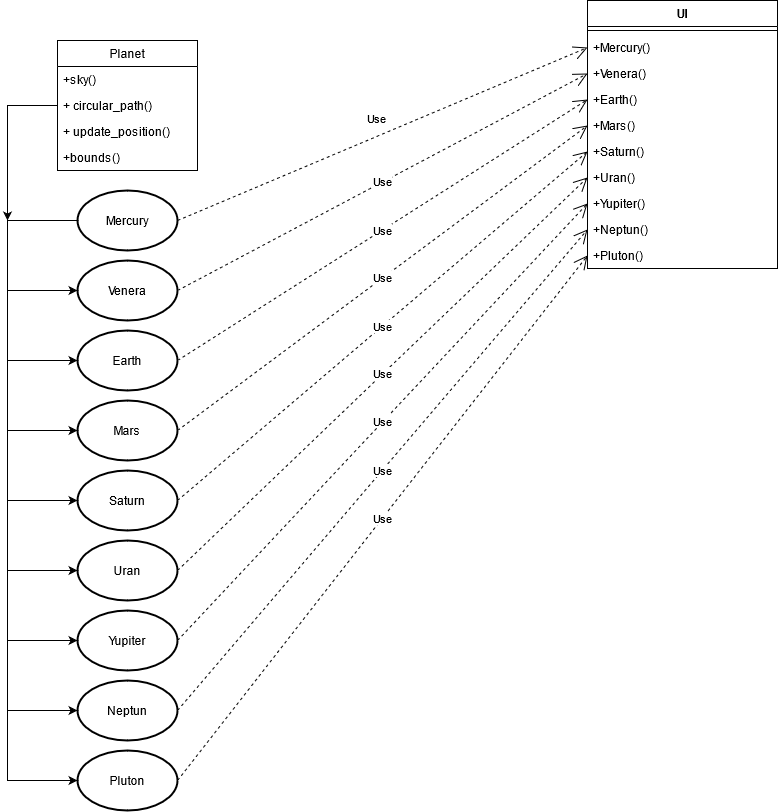 Planet
+sky()
+ circular_path()
+ update_position()
+bounds()
Mercury
Venera
Earth
Mars
Saturn
Uran
Yupiter
Neptun
Pluton
Use
Use
Use
Use
Use
Use
Use
Use
Use
UI
+Mercury()
+Venera()
+Earth()
+Mars()
+Saturn()
+Uran()
+Yupiter()
+Neptun()
+Pluton()